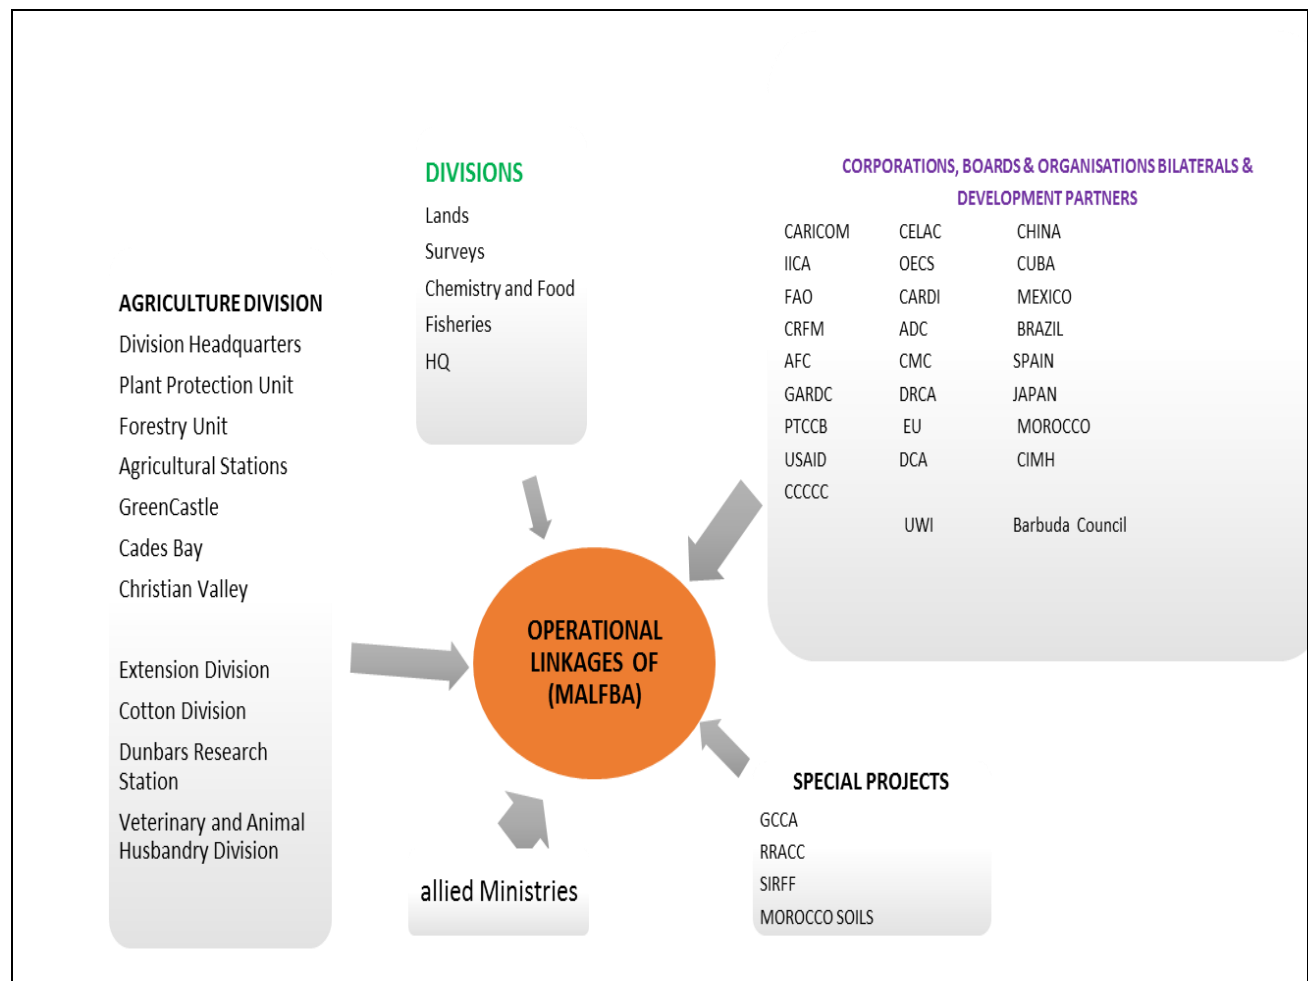 DIVISIONS
Lands
Surveys
Chemistry and Food
Fisheries
HQ
CORPORATIONS, BOARDS & ORGANISATIONS BILATERALS &
DEVELOPMENT PARTNERS
CARICOM CELAC CHINA
IICA OECS CUBA
FAO CARDI MEXICO
CRFM ADC BRAZIL
AFC CMC SPAIN
GARDC DRCA JAPAN
PTCCB EU MOROCCO
USAID DCA CIMH
CCCCC
UWI Barbuda Council
AGRICULTURE DIVISION
Division Headquarters
Plant Protection Unit
Forestry Unit
Agricultural Stations
GreenCastle
Cades Bay
Christian Valley
Extension Division
Cotton Division
Dunbars Research
Station
Veterinary and Animal
Husbandry Division
OPERATIONAL
LINKAGES OF
(MALFBA)
allied Ministries
SPECIAL PROJECTS
GCCA
RRACC
SIRFF
MOROCCO SOILS